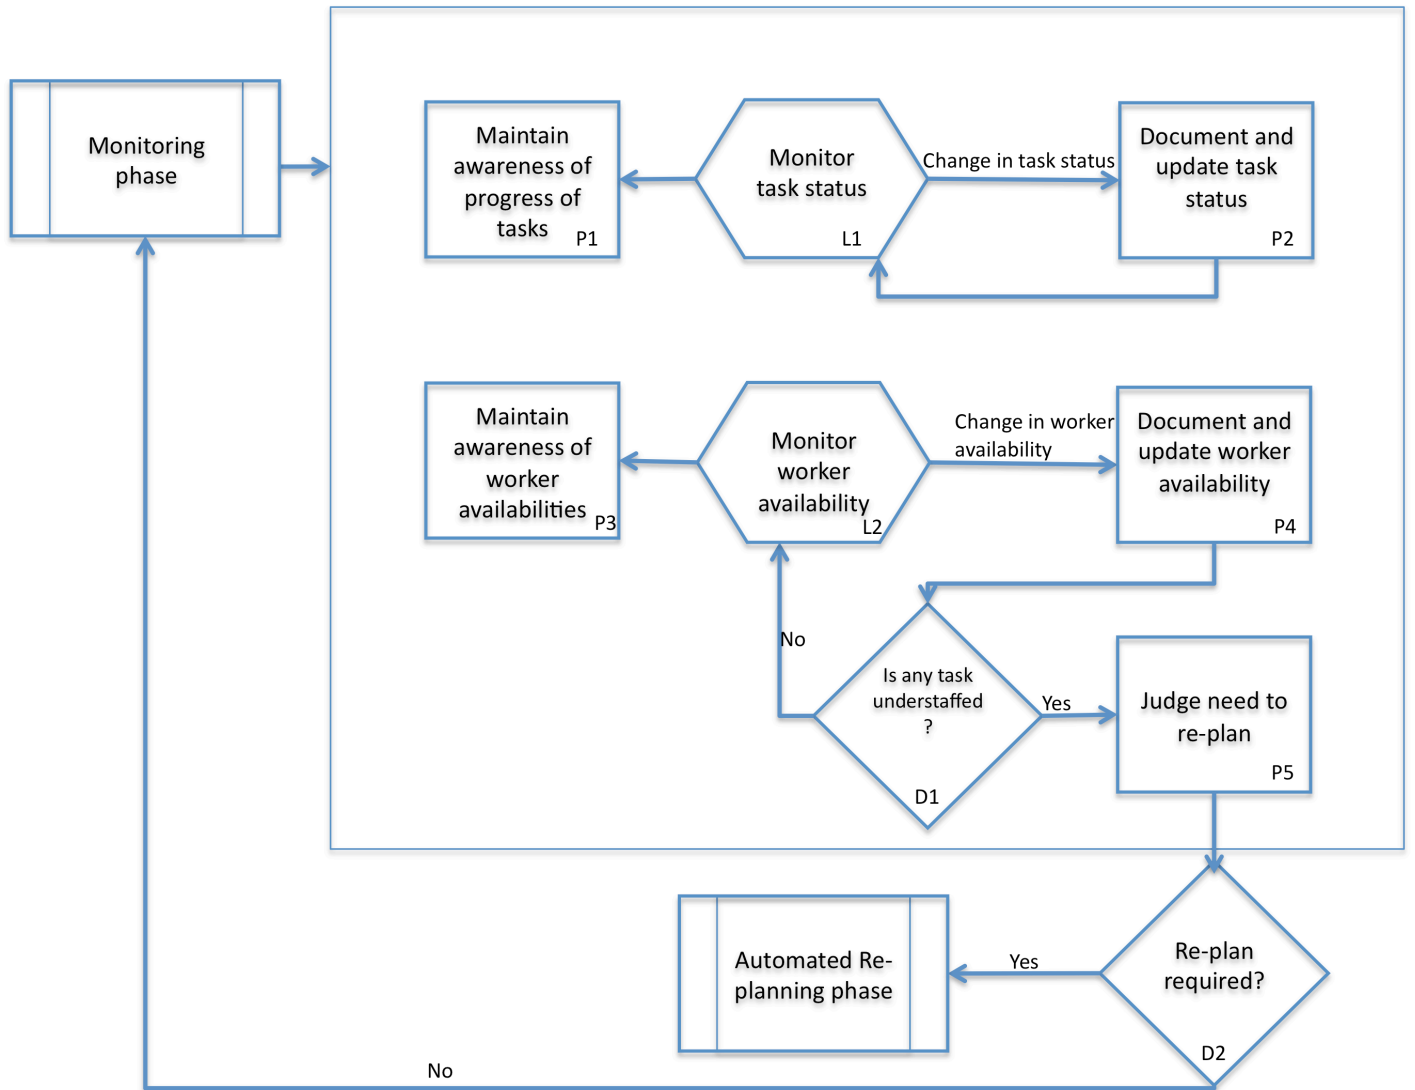 Monitoring
phase
Maintain
awareness of
progress of
tasks
P1
Monitor
task status
L1
Change in task status
Document and
update task
status
P2
Maintain
awareness of
worker
availabilities
P3
Monitor
worker
availability
L2
Change in worker
availability
Document and
update worker
availability
P4
No
Is any task
understaffed
?
D1
Yes
Judge need to
re-plan
P5
Automated Re-
planning phase
Yes
Re-plan
required?
D2
No